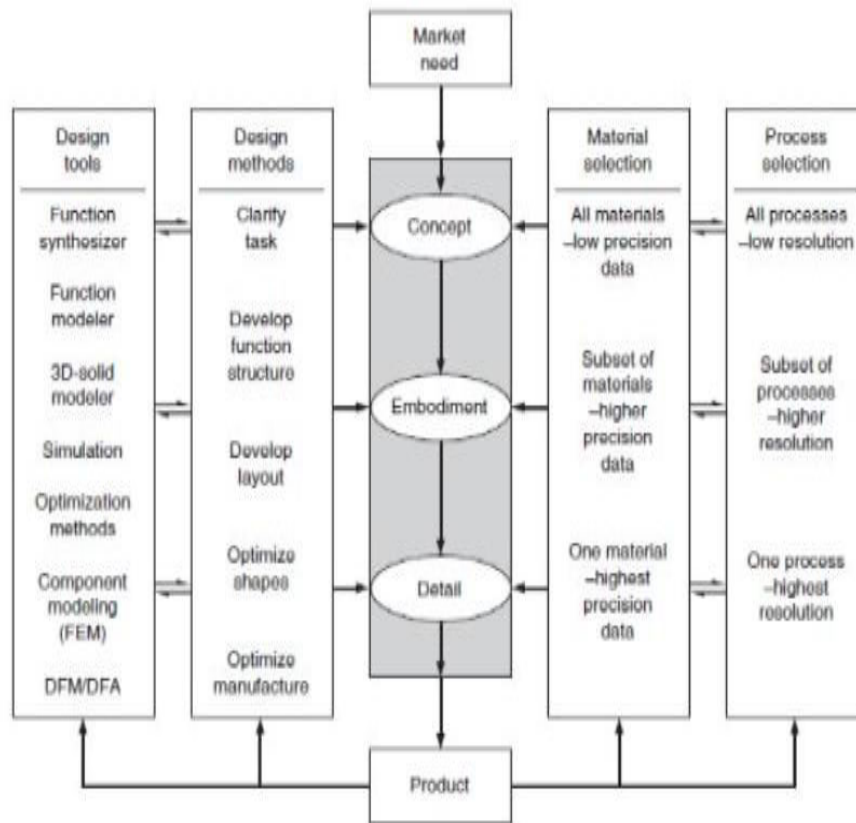 Market
need
Design
tools
Function
synthesizer
Function
modeler
3D-solid
modeler
Simulation
Optimization
methods
Component
modeling
(FEM)
DFM/DFA
Design
methods
Clarify
task
Develop
function
structure
Develop
layout
Optimize
shapes
Optimize
manufacture
Concept
Embodiment
Detail
Product
Material
selection
All materials
–low precision
data
Subset of
materials
–higher
precision
data
One material
–highest
precision
data
Process
selection
All processes
–low resolution
Subset of
processes
–higher
resolution
One process
–highest
resolution